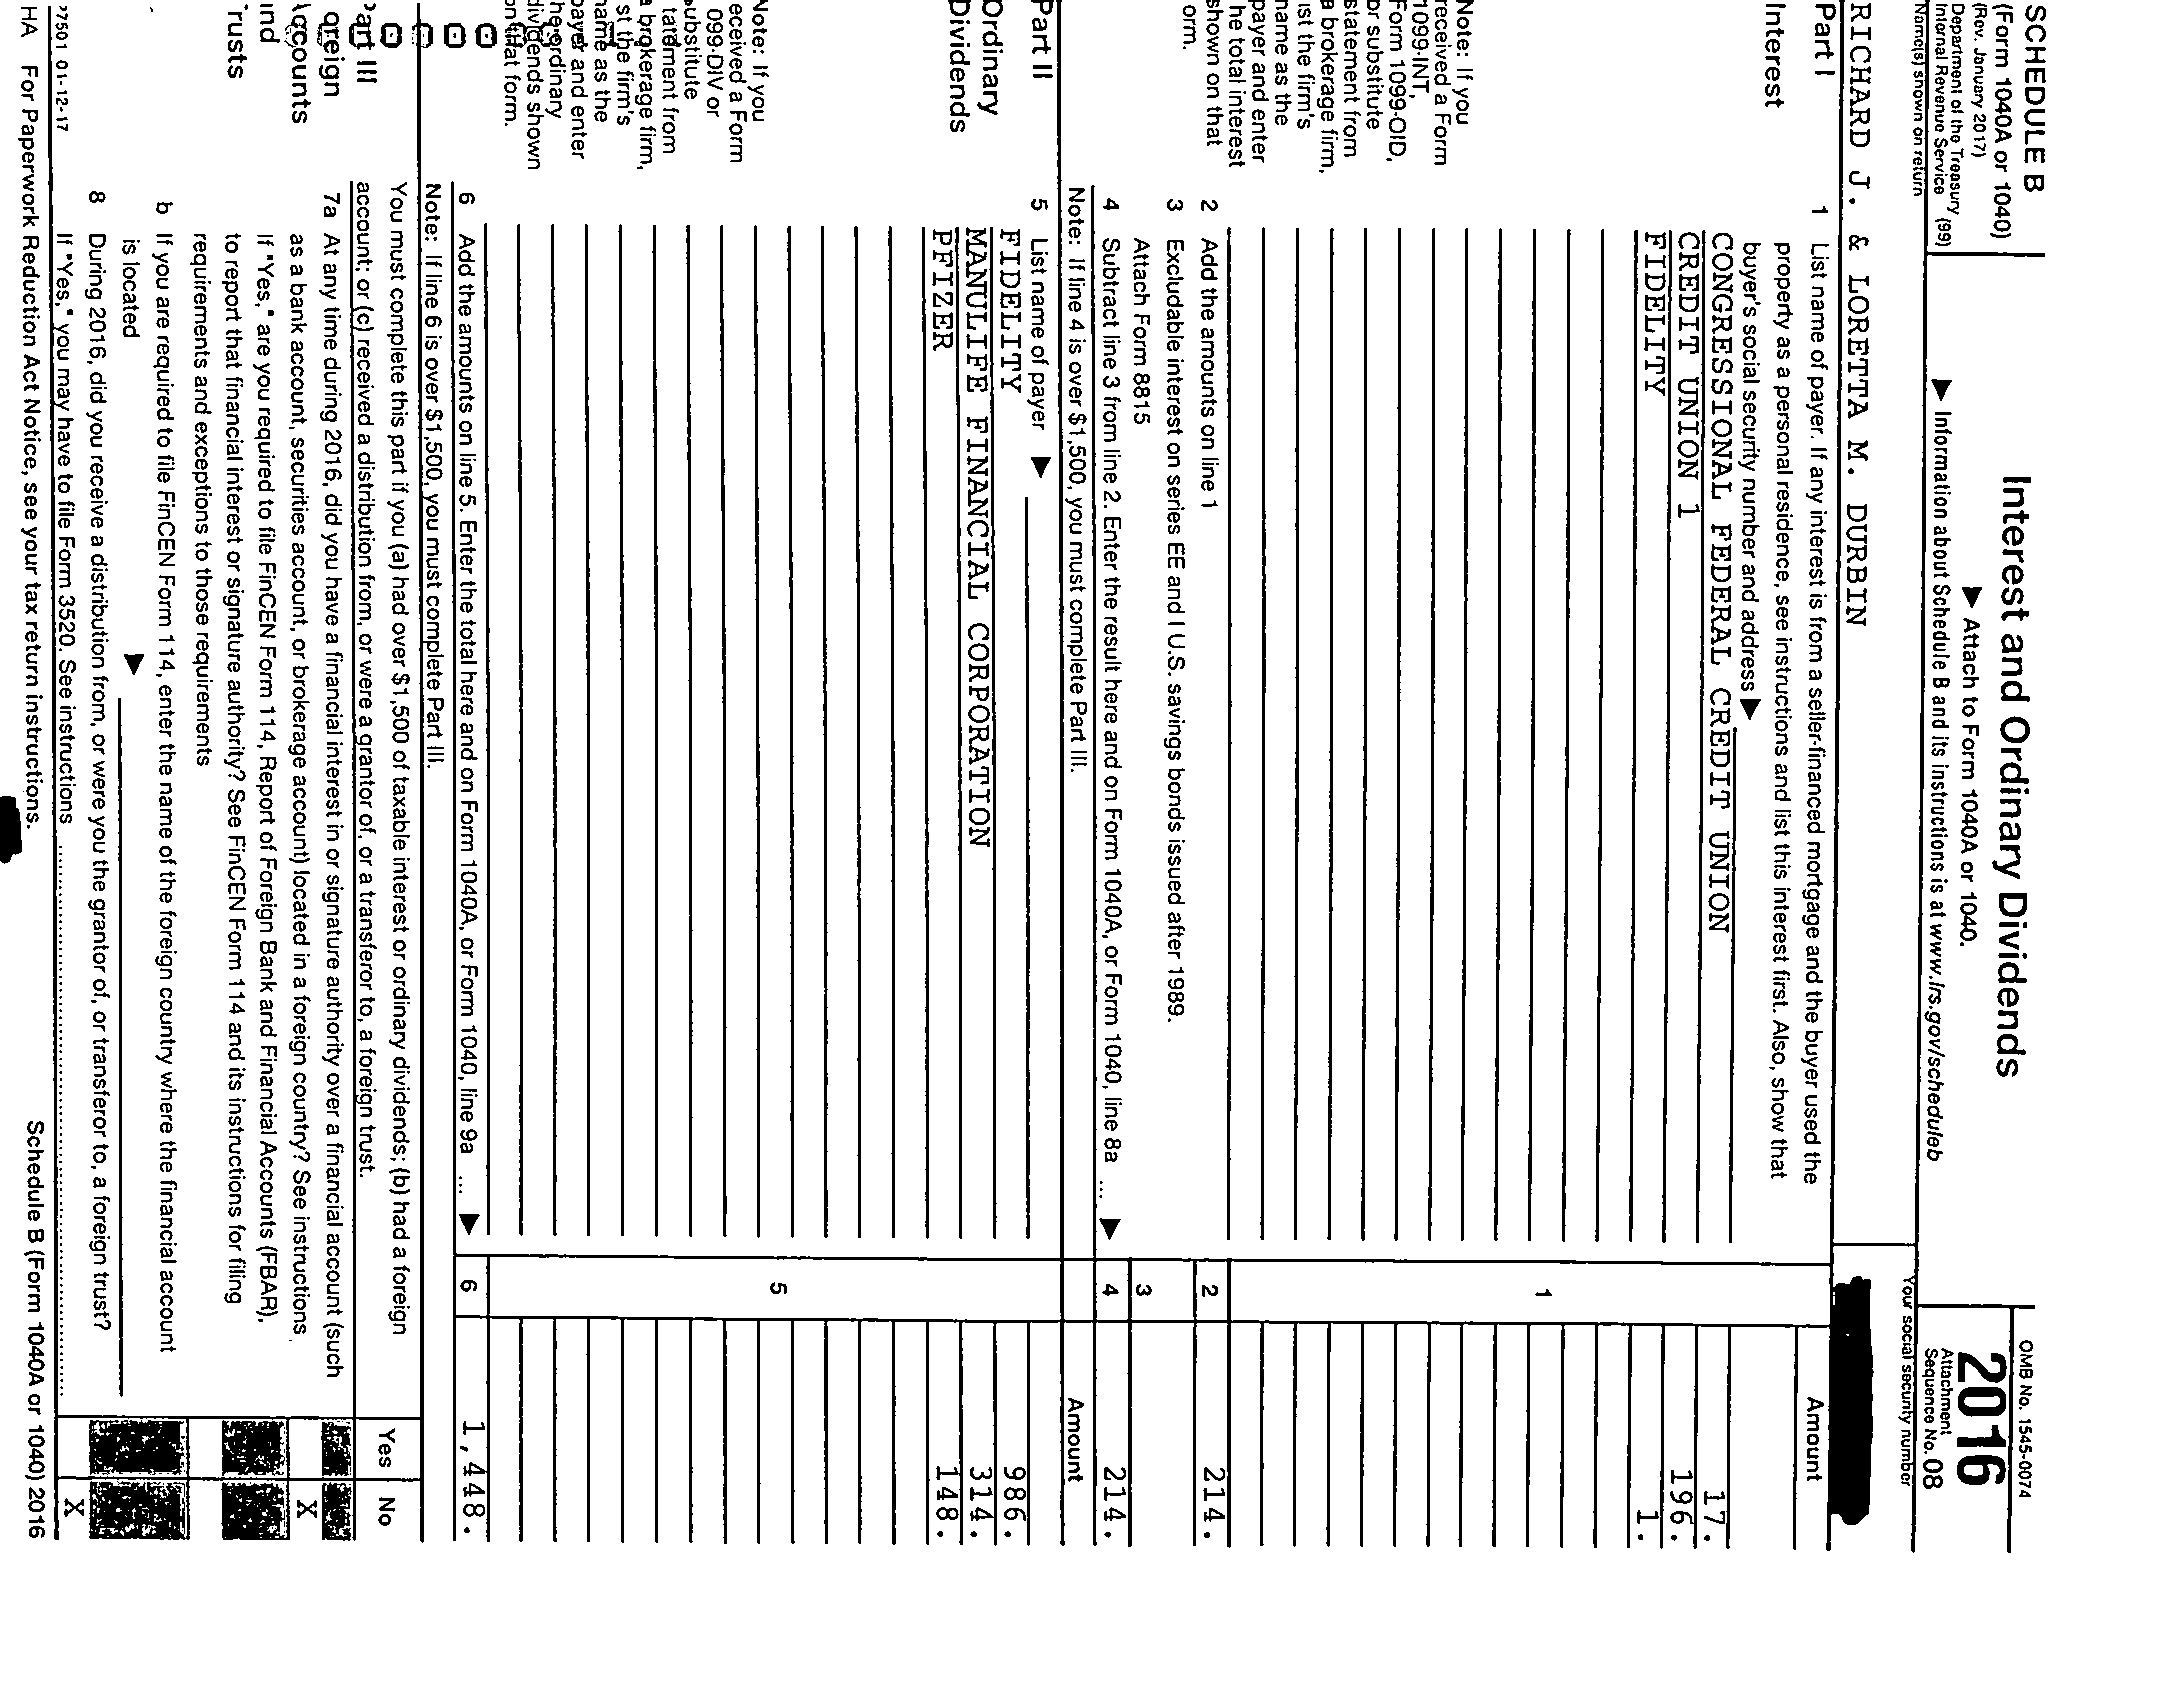 SCHEDULE B
(Form 1040A or 1040)
(Rev. January 2017)
Department of the Treasury
Internal Revenue Service (99)
Interest and Ordinary Dividends
▶ Attach to Form 1040A or 1040.
▶ Information about Schedule B and its instructions is at www.irs.gov/scheduleb
OMB No. 1545-0074
2016
Attachment
Sequence No. 08
Name(s) shown on return
Your social security number
RICHARD J. & LORETTA M. DURBIN
Part I
Interest
Note: If you
received a Form
1099-INT,
Form 1099-OID,
or substitute
statement from
a brokerage firm,
ist the firm's
name as the
payer and enter
he total interest
shown on that
orm.
1 List name of payer. If any interest is from a seller-financed mortgage and the buyer used the
property as a personal residence, see instructions and list this interest first. Also, show that
buyer's social security number and address ▶
Amount
CONGRESSIONAL FEDERAL CREDIT UNION 17.
CREDIT UNION 1 196.
FIDELITY 1.
1
2 Add the amounts on line 1 2 214.
3 Excludable interest on series EE and I U.S. savings bonds issued after 1989.
Attach Form 8815 3
4 Subtract line 3 from line 2. Enter the result here and on Form 1040A, or Form 1040, line 8a ... ▶ 4 214.
Note: If line 4 is over $1,500, you must complete Part III. Amount
Part II
Ordinary
Dividends
Note: If you
eceived a Form
099-DIV or
substitute
tatement from
a brokerage firm,
st the firm's
name as the
payer and enter
he ordinary
dividends shown
on that form.
5 List name of payer ▶
FIDELITY 986.
MANULIFE FINANCIAL CORPORATION 314.
PFIZER 148.
5
6 Add the amounts on line 5. Enter the total here and on Form 1040A, or Form 1040, line 9a ... ▶ 6 1,448.
Note: If line 6 is over $1,500, you must complete Part III.
Part III
oreign
Accounts
and
rusts
You must complete this part if you (a) had over $1,500 of taxable interest or ordinary dividends; (b) had a foreign
account; or (c) received a distribution from, or were a grantor of, or a transferor to, a foreign trust.
Yes No
7a At any time during 2016, did you have a financial interest in or signature authority over a financial account (such
as a bank account, securities account, or brokerage account) located in a foreign country? See instructions X
If "Yes," are you required to file FinCEN Form 114, Report of Foreign Bank and Financial Accounts (FBAR),
to report that financial interest or signature authority? See FinCEN Form 114 and its instructions for filing
requirements and exceptions to those requirements
b If you are required to file FinCEN Form 114, enter the name of the foreign country where the financial account
is located ▶
8 During 2016, did you receive a distribution from, or were you the grantor of, or transferor to, a foreign trust?
If "Yes," you may have to file Form 3520. See instructions X
27501 01-12-17
HA For Paperwork Reduction Act Notice, see your tax return instructions. Schedule B (Form 1040A or 1040) 2016